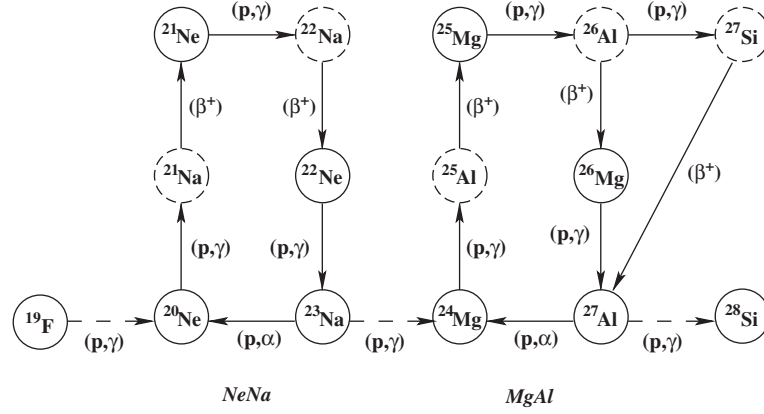 (p,γ) (p,γ) (p,γ)
²¹Ne ²²Na ²⁵Mg ²⁶Al ²⁷Si
(β⁺) (β⁺) (β⁺) (β⁺)
(β⁺)
²¹Na ²²Ne ²⁵Al ²⁶Mg
(p,γ) (p,γ) (p,γ) (p,γ)
¹⁹F ²⁰Ne ²³Na ²⁴Mg ²⁷Al ²⁸Si
(p,γ) (p,α) (p,γ) (p,α) (p,γ)
NeNa MgAl